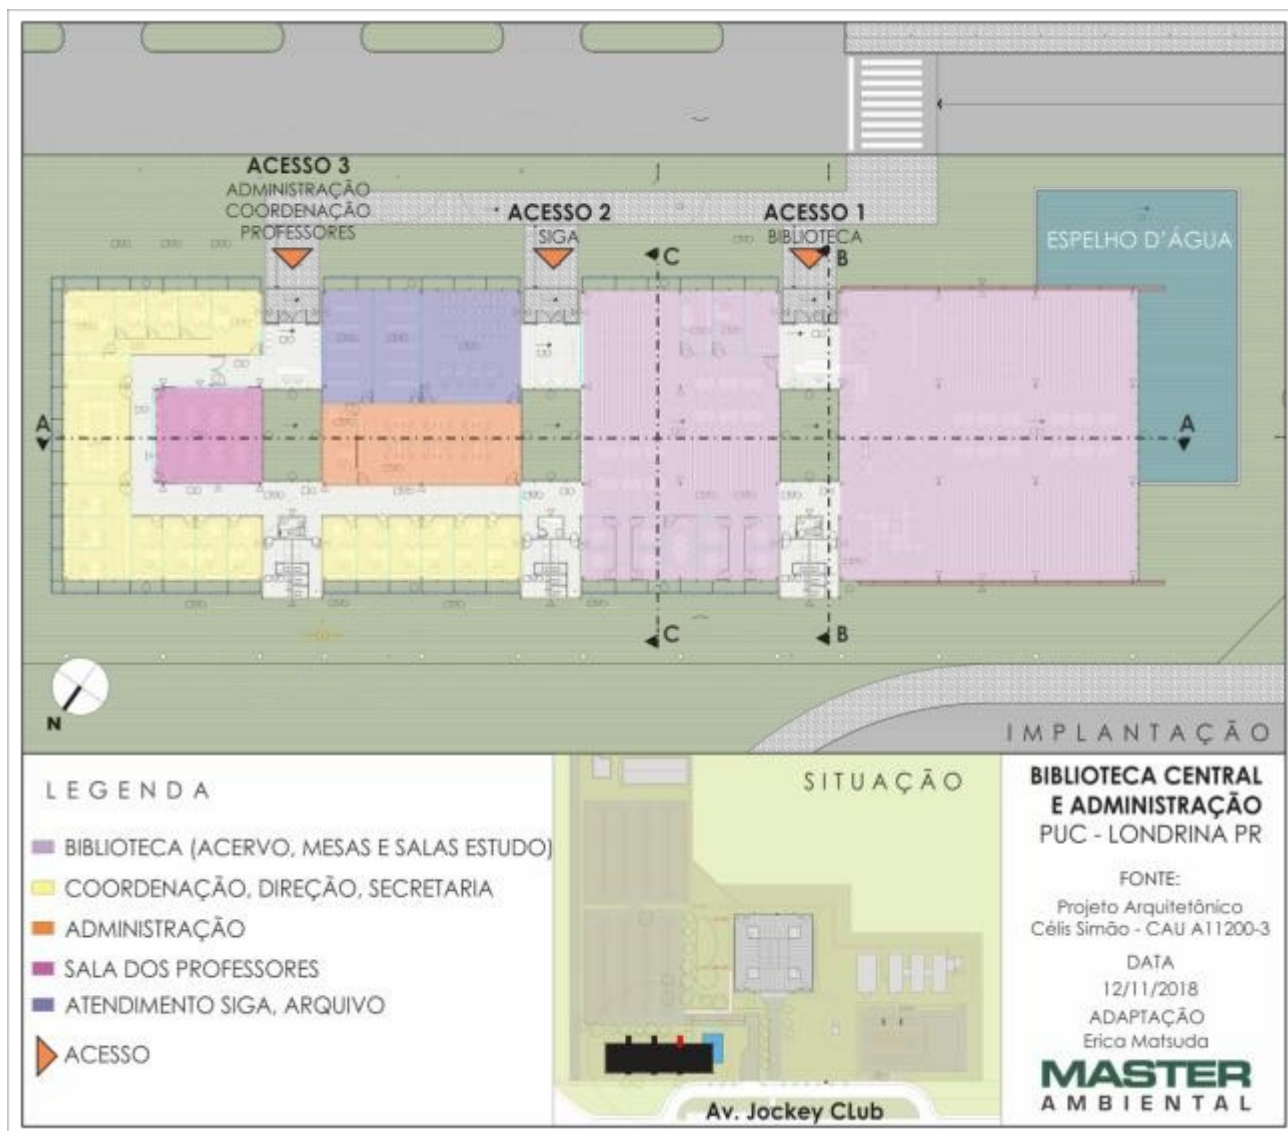 ACESSO 3
ADMINISTRAÇÃO
COORDENAÇÃO
PROFESSORES
ACESSO 2
SIGA
ACESSO 1
BIBLIOTECA
ESPELHO D'ÁGUA
C
B
A
A
C
B
N
IMPLANTAÇÃO
LEGENDA
BIBLIOTECA (ACERVO, MESAS E SALAS ESTUDO)
COORDENAÇÃO, DIREÇÃO, SECRETARIA
ADMINISTRAÇÃO
SALA DOS PROFESSORES
ATENDIMENTO SIGA, ARQUIVO
ACESSO
SITUAÇÃO
Av. Jockey Club
BIBLIOTECA CENTRAL
E ADMINISTRAÇÃO
PUC - LONDRINA PR
FONTE:
Projeto Arquitetônico
Célis Simão - CAU A11200-3
DATA
12/11/2018
ADAPTAÇÃO
Erica Matsuda
MASTER
AMBIENTAL